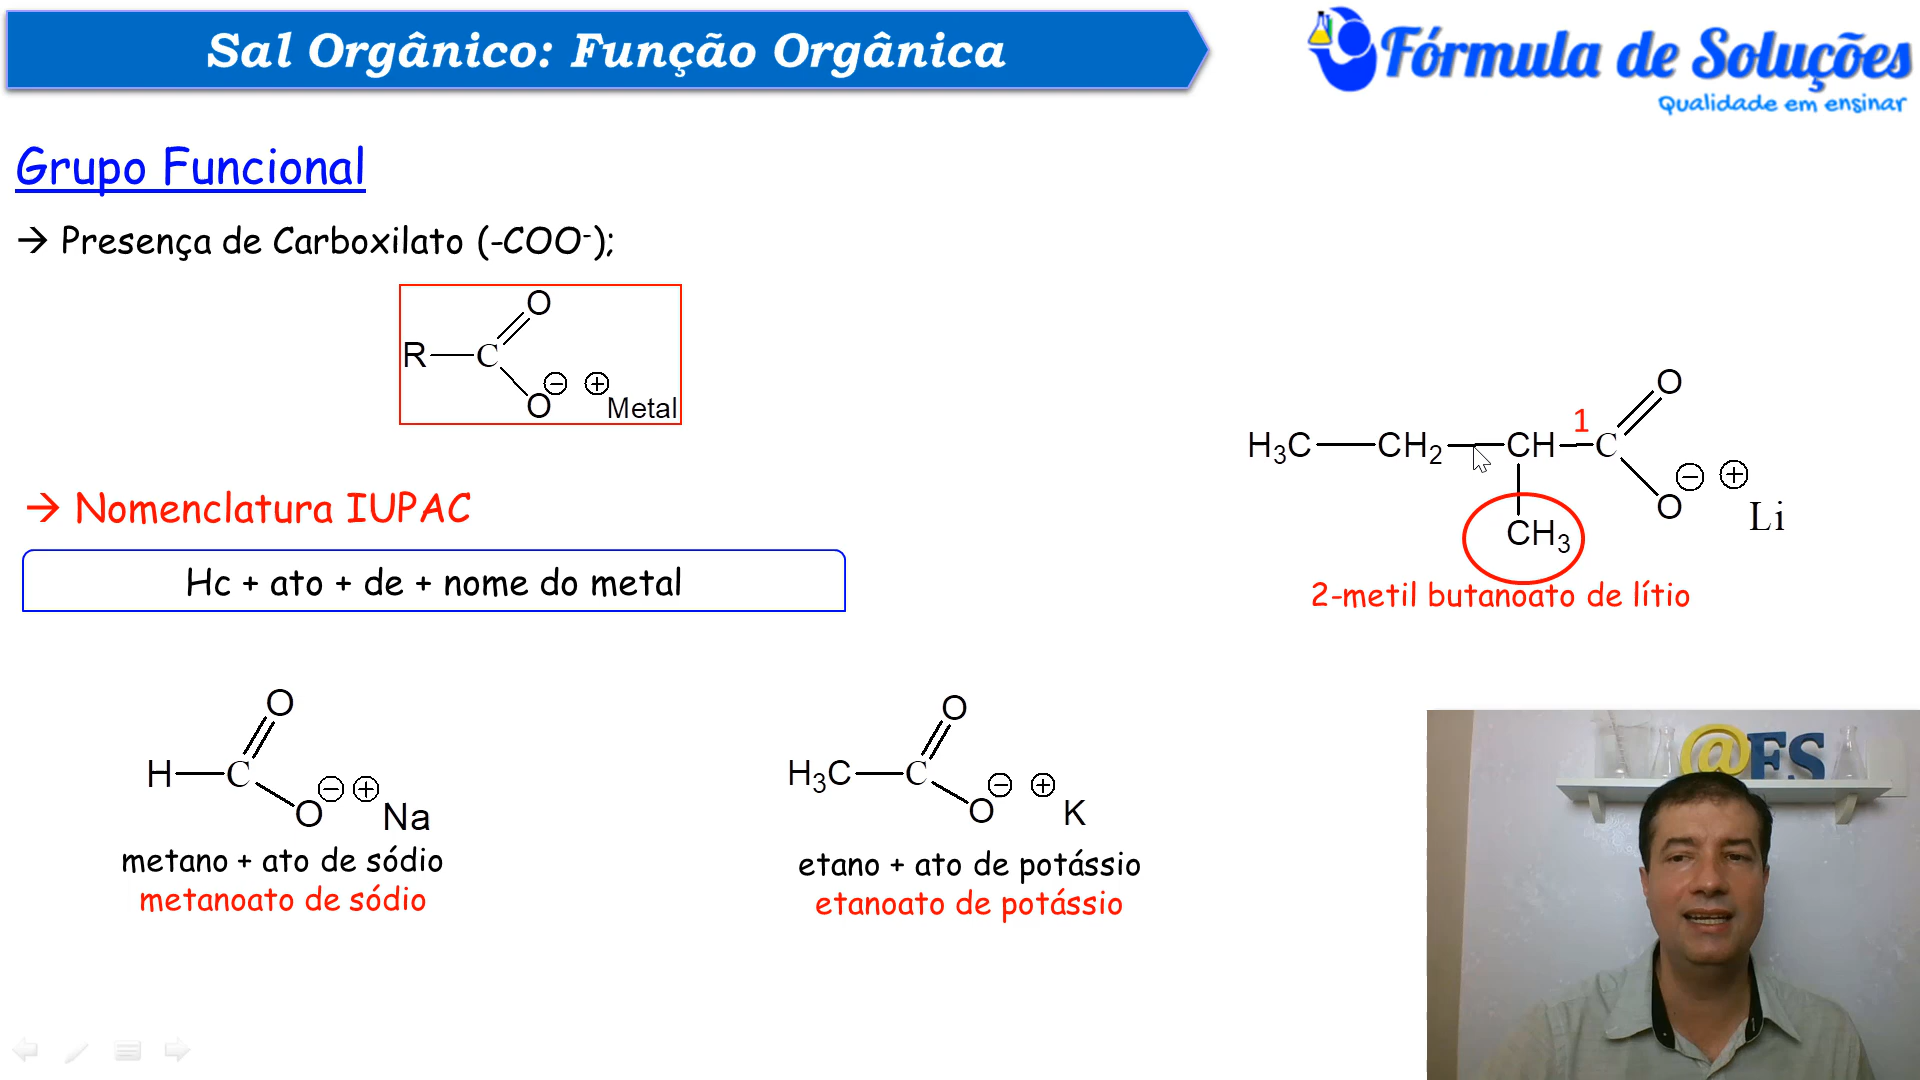 Sal Orgânico: Função Orgânica
Fórmula de Soluções
Qualidade em ensinar
Grupo Funcional
→ Presença de Carboxilato (-COO⁻);
O
R—C
O ⊖ ⊕
Metal
→ Nomenclatura IUPAC
Hc + ato + de + nome do metal
O
1
H₃C—CH₂—CH—C
O ⊖ ⊕
Li
CH₃
2-metil butanoato de lítio
O
H—C
O ⊖ ⊕
Na
metano + ato de sódio
metanoato de sódio
O
H₃C—C
O ⊖ ⊕
K
etano + ato de potássio
etanoato de potássio
@FS